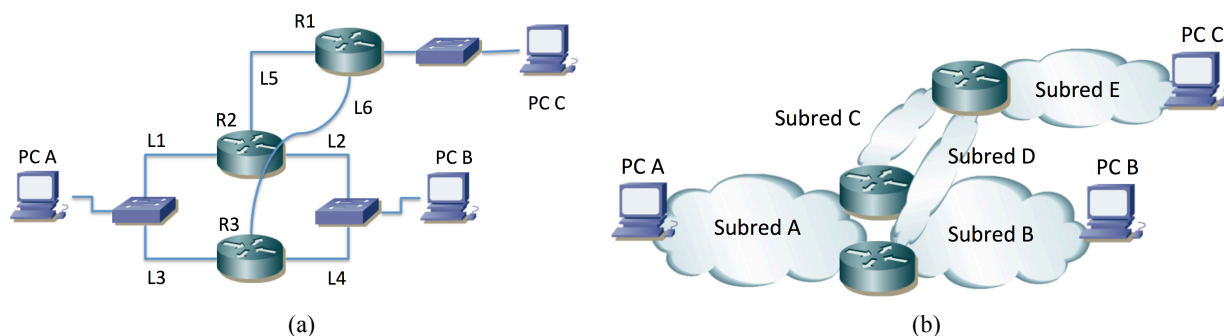 R1
L5
L6
PC C
R2
L1
L2
PC A
PC B
R3
L3
L4
(a)
PC C
Subred E
Subred C
Subred D
PC A
PC B
Subred A
Subred B
(b)